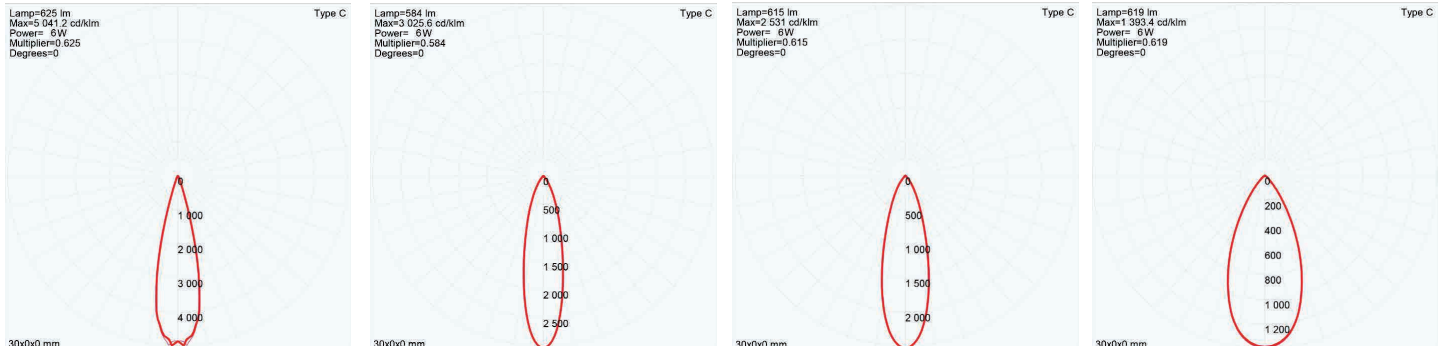 Lamp=625 lm
Max=5 041.2 cd/klm
Power= 6W
Multiplier=0.625
Degrees=0
Type C
0
1 000
2 000
3 000
4 000
30x0x0 mm
Lamp=584 lm
Max=3 025.6 cd/klm
Power= 6W
Multiplier=0.584
Degrees=0
Type C
0
500
1 000
1 500
2 000
2 500
30x0x0 mm
Lamp=615 lm
Max=2 531 cd/klm
Power= 6W
Multiplier=0.615
Degrees=0
Type C
0
500
1 000
1 500
2 000
30x0x0 mm
Lamp=619 lm
Max=1 393.4 cd/klm
Power= 6W
Multiplier=0.619
Degrees=0
Type C
0
200
400
600
800
1 000
1 200
30x0x0 mm